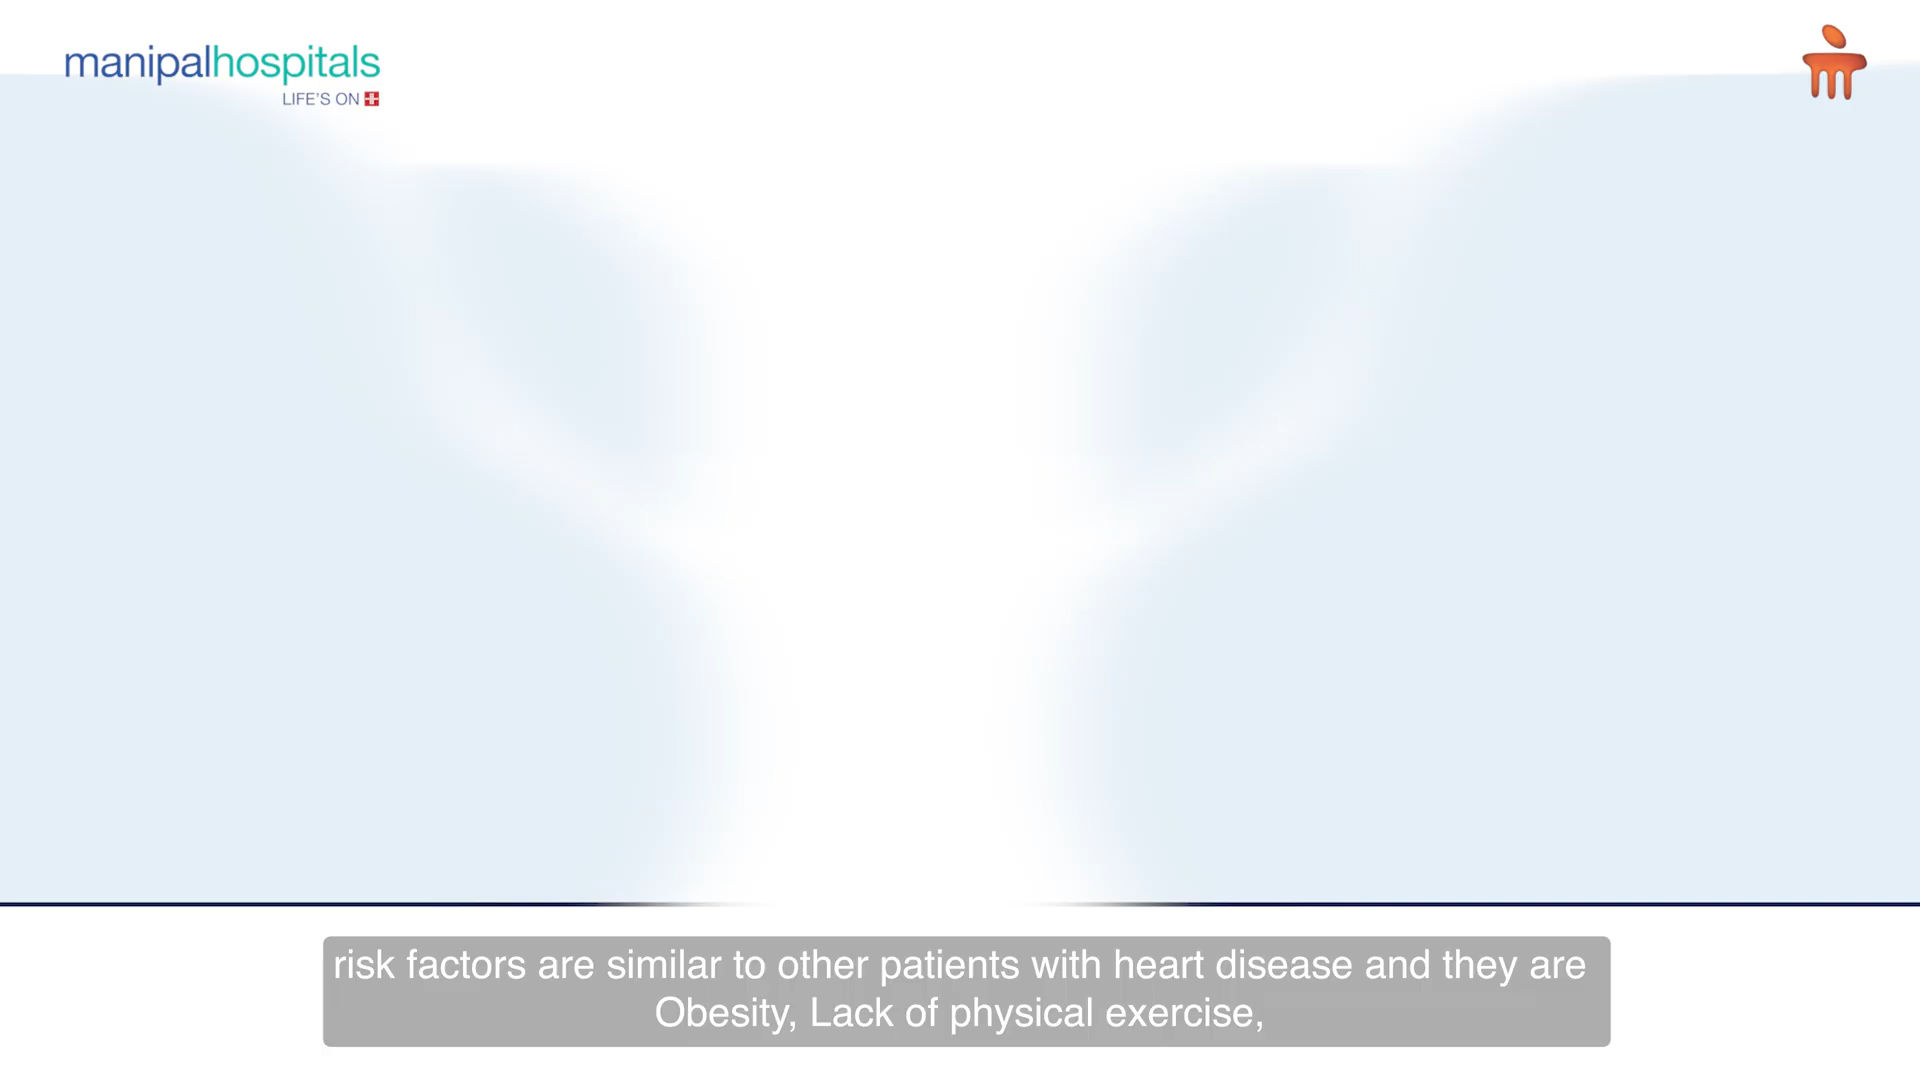 manipalhospitals
LIFE'S ON
risk factors are similar to other patients with heart disease and they are
Obesity, Lack of physical exercise,